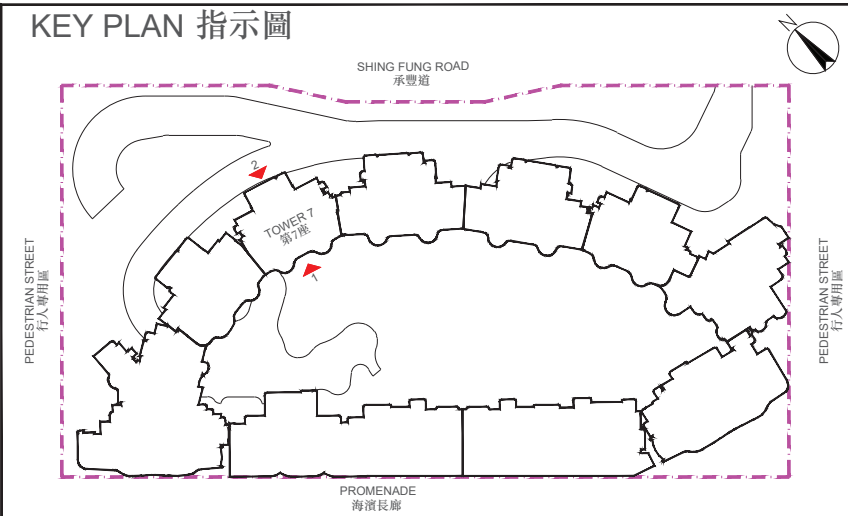 KEY PLAN 指示圖
N
SHING FUNG ROAD
承豐道
2
TOWER 7
第7座
1
PEDESTRIAN STREET
行人專用區
PEDESTRIAN STREET
行人專用區
PROMENADE
海濱長廊